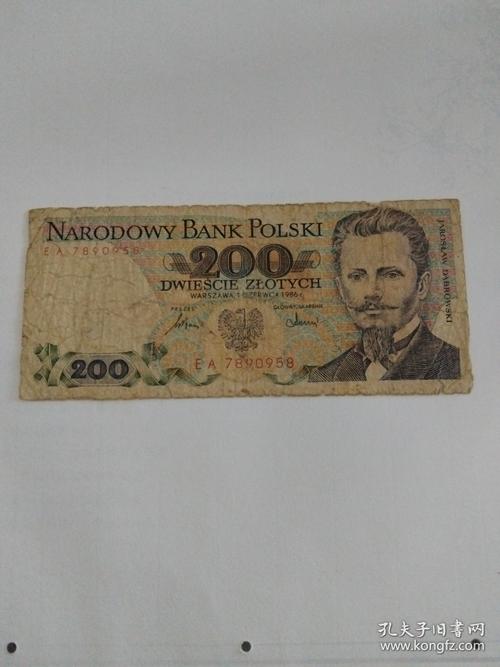 NARODOWY BANK POLSKI
EA 7890958
200
DWIEŚCIE ZŁOTYCH
WARSZAWA, 1 CZERWCA 1986 r.
PREZES
GŁÓWNY SKARBNIK
EA 7890958
200
JAROSŁAW DĄBROWSKI
孔夫子旧书网
www.kongfz.com